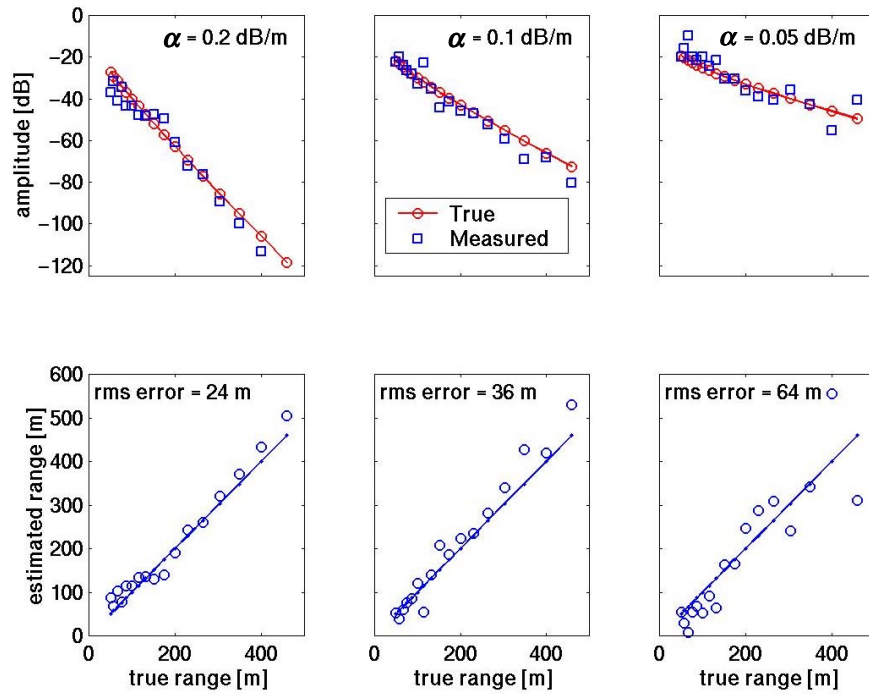 α = 0.2 dB/m
α = 0.1 dB/m
α = 0.05 dB/m
amplitude [dB]
0
−20
−40
−60
−80
−100
−120
True
Measured
rms error = 24 m
rms error = 36 m
rms error = 64 m
estimated range [m]
600
500
400
300
200
100
0
0 200 400
0 200 400
0 200 400
true range [m]
true range [m]
true range [m]